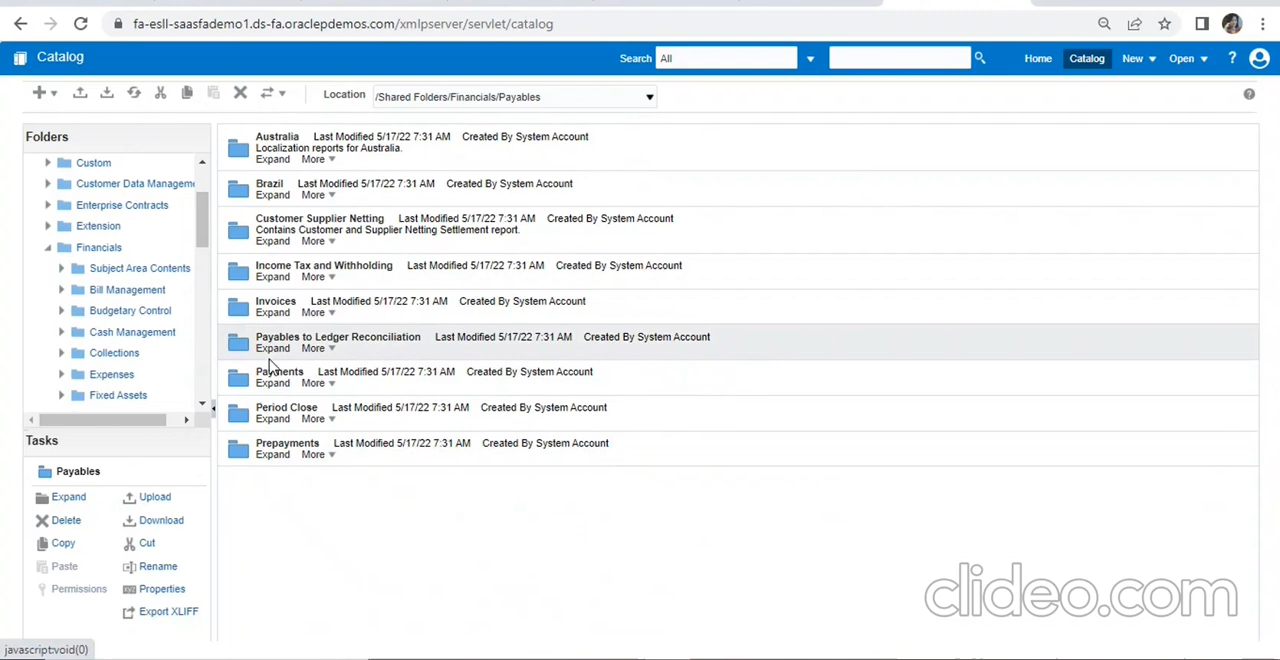 fa-esll-saasfademo1.ds-fa.oraclepdemos.com/xmlpserver/servlet/catalog
Catalog
Search All
Home Catalog New Open ?
Location /Shared Folders/Financials/Payables
Folders
Custom
Customer Data Managem
Enterprise Contracts
Extension
Financials
Subject Area Contents
Bill Management
Budgetary Control
Cash Management
Collections
Expenses
Fixed Assets
Tasks
Payables
Expand Upload
Delete Download
Copy Cut
Paste Rename
Permissions Properties
Export XLIFF
Australia Last Modified 5/17/22 7:31 AM Created By System Account
Localization reports for Australia.
Expand More
Brazil Last Modified 5/17/22 7:31 AM Created By System Account
Expand More
Customer Supplier Netting Last Modified 5/17/22 7:31 AM Created By System Account
Contains Customer and Supplier Netting Settlement report.
Expand More
Income Tax and Withholding Last Modified 5/17/22 7:31 AM Created By System Account
Expand More
Invoices Last Modified 5/17/22 7:31 AM Created By System Account
Expand More
Payables to Ledger Reconciliation Last Modified 5/17/22 7:31 AM Created By System Account
Expand More
Payments Last Modified 5/17/22 7:31 AM Created By System Account
Expand More
Period Close Last Modified 5/17/22 7:31 AM Created By System Account
Expand More
Prepayments Last Modified 5/17/22 7:31 AM Created By System Account
Expand More
clideo.com
javascript:void(0)